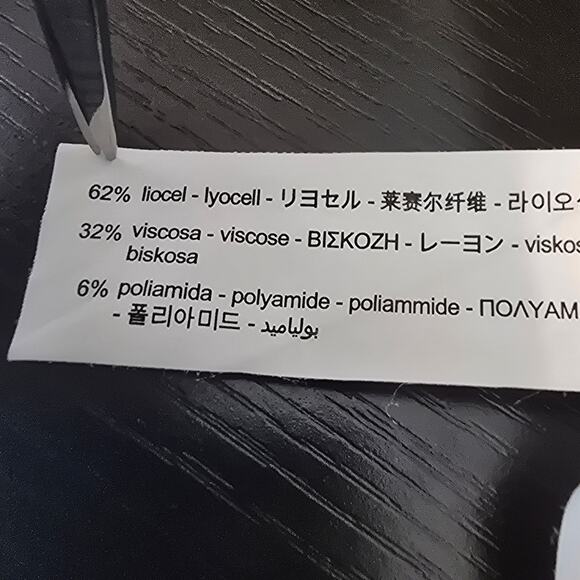 62% liocel - lyocell - リヨセル - 莱赛尔纤维 - 라이오
32% viscosa - viscose - ΒΙΣΚΟΖΗ - レーヨン - viskos
biskosa
6% poliamida - polyamide - poliammide - ΠΟΛΥΑΜ
- 폴리아미드 - بولياميد